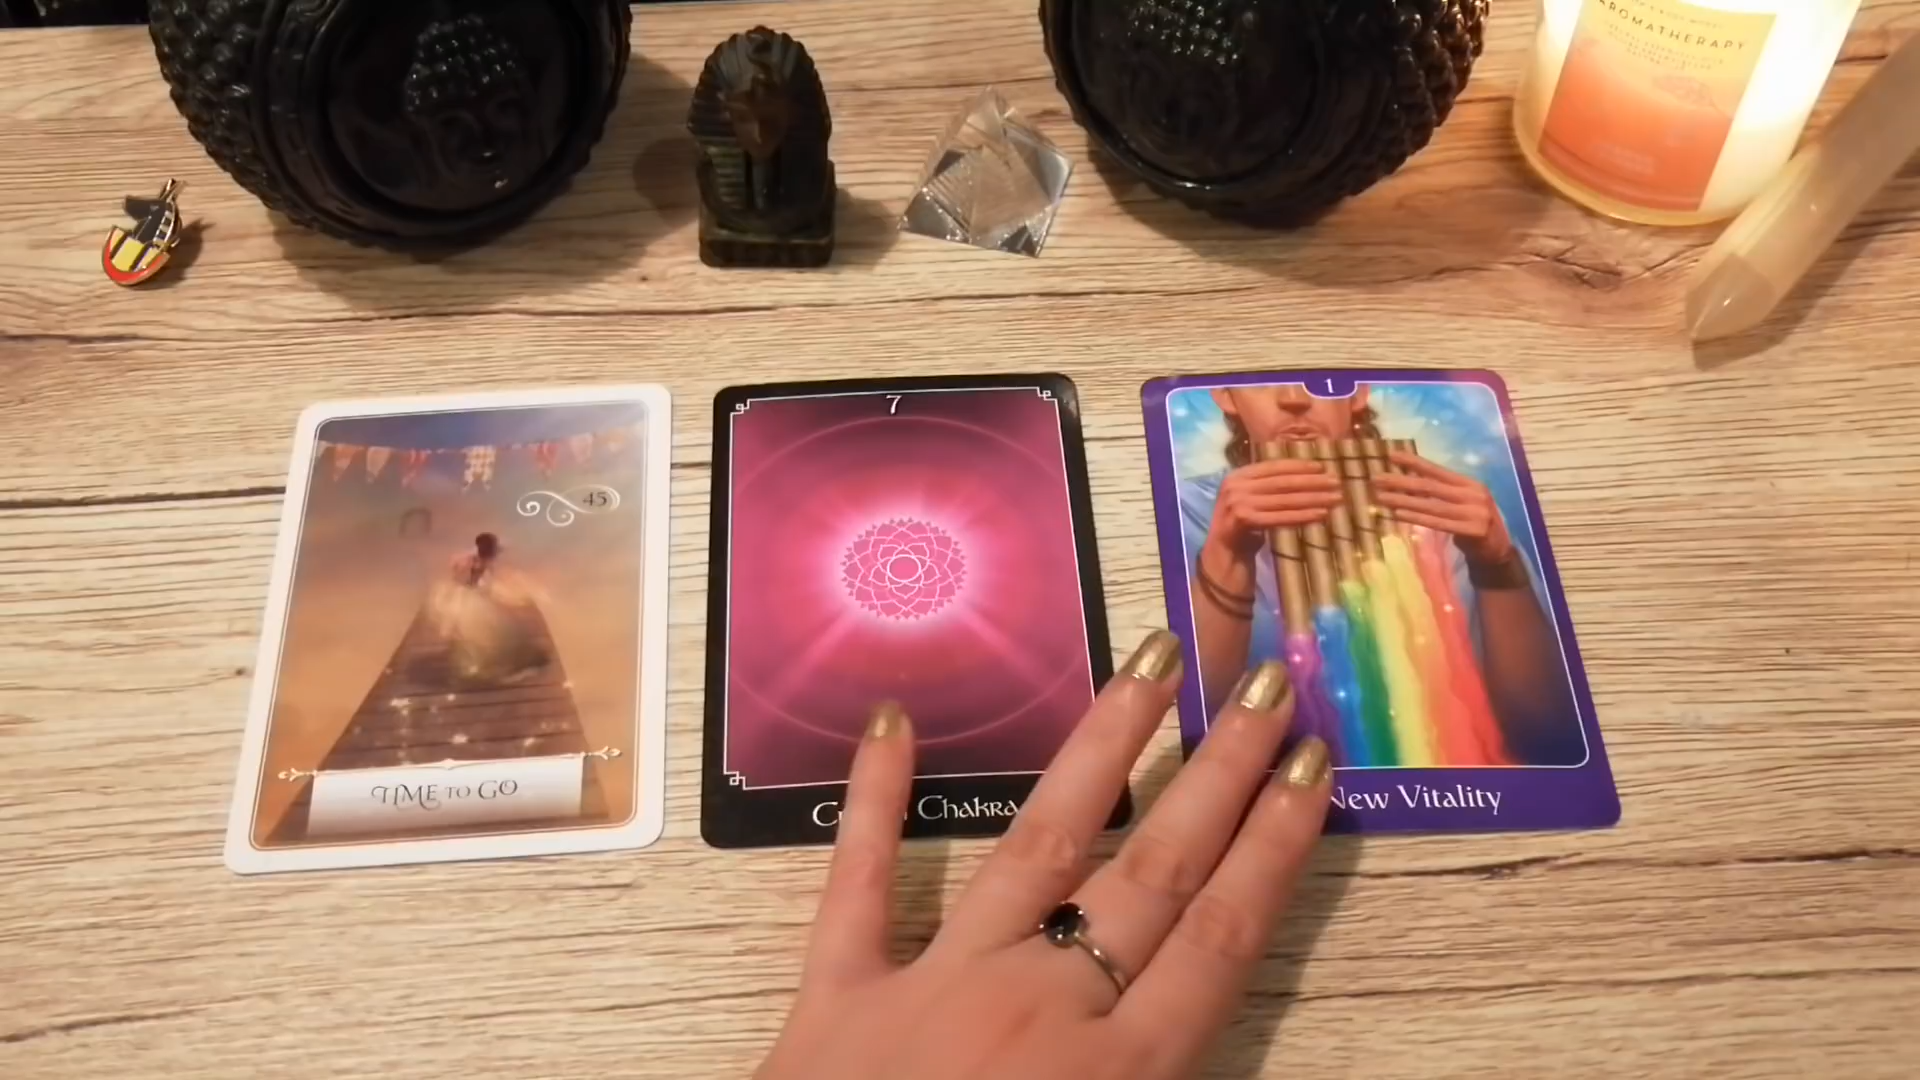 AROMATHERAPY
45
TIME TO GO
7
Chakra
1
New Vitality